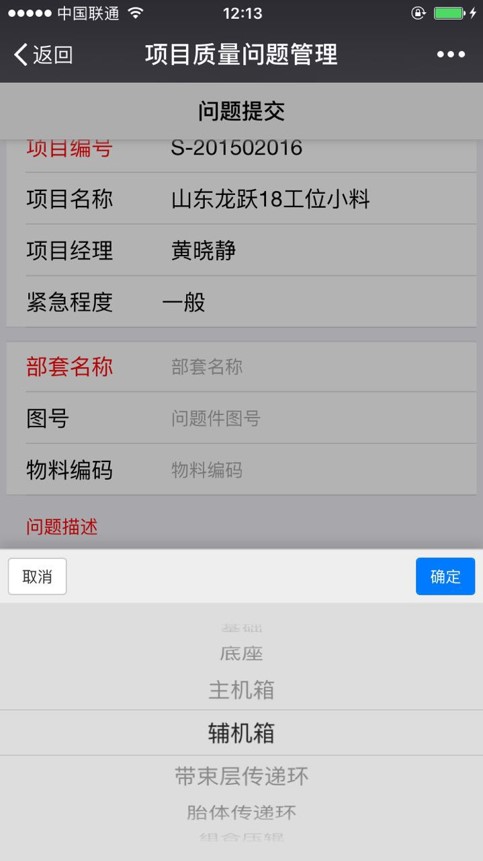 中国联通 12:13
返回 项目质量问题管理
问题提交
项目编号 S-201502016
项目名称 山东龙跃18工位小料
项目经理 黄晓静
紧急程度 一般
部套名称 部套名称
图号 问题件图号
物料编码 物料编码
问题描述
取消 确定
底座
主机箱
辅机箱
带束层传递环
胎体传递环